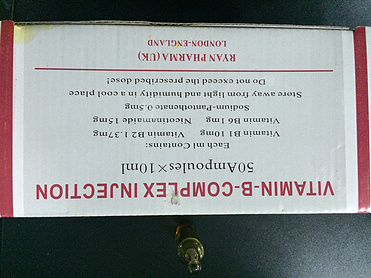 VITAMIN-B-COMPLEX INJECTION
50Ampoules×10ml
Each ml Contains:
Vitamin B1 10mg Vitamin B2 1.37mg
Vitamin B6 1mg Nicotinamide 15mg
Sodium-Pantothenate 0.5mg
Store away from light and humidity in a cool place
Do not exceed the prescribed dose!
RYAN PHARMA (UK)
LONDON-ENGLAND